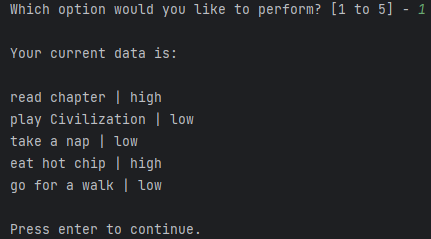 Which option would you like to perform? [1 to 5] - 1
Your current data is:
read chapter | high
play Civilization | low
take a nap | low
eat hot chip | high
go for a walk | low
Press enter to continue.